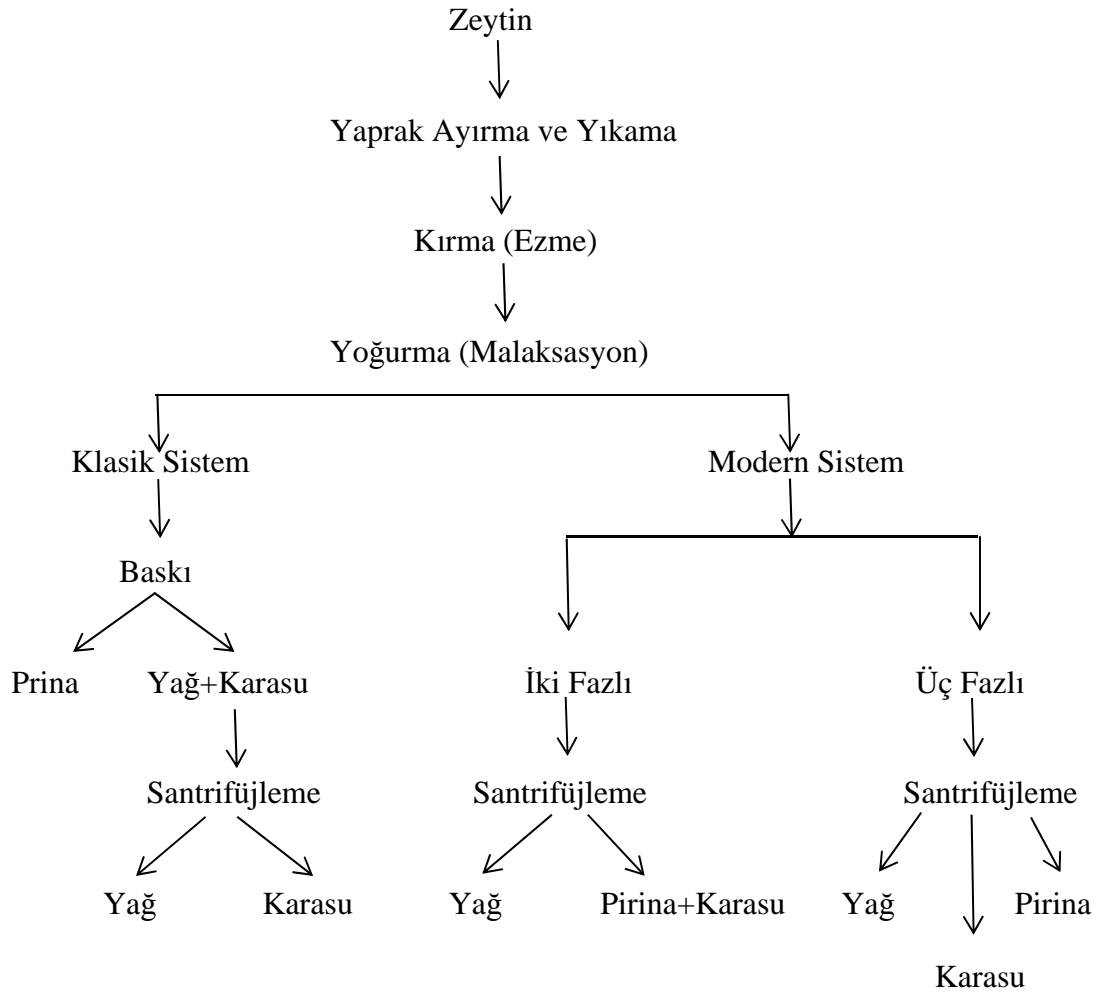 Zeytin
Yaprak Ayırma ve Yıkama
Kırma (Ezme)
Yoğurma (Malaksasyon)
Klasik Sistem
Modern Sistem
Baskı
Prina
Yağ+Karasu
İki Fazlı
Üç Fazlı
Santrifüjleme
Santrifüjleme
Santrifüjleme
Yağ
Karasu
Yağ
Pirina+Karasu
Yağ
Pirina
Karasu